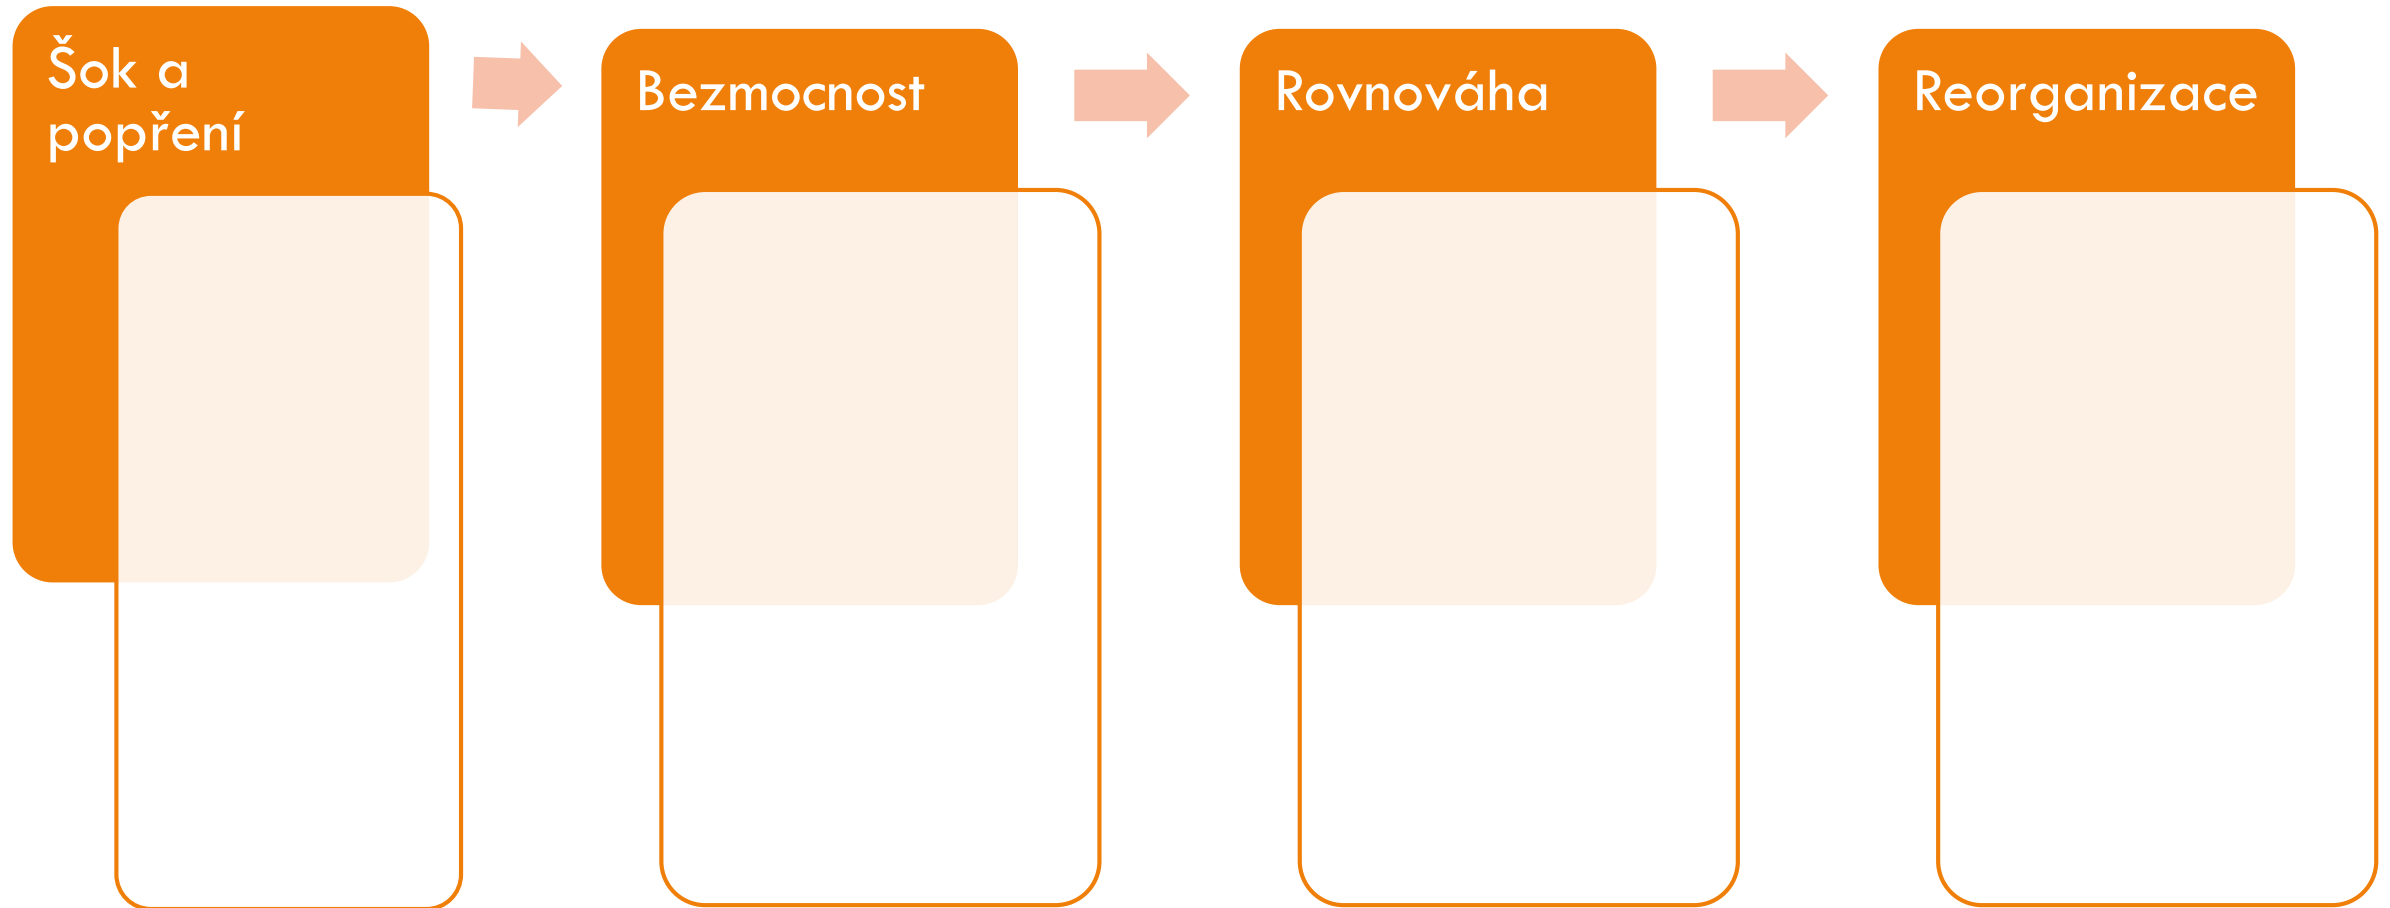 Šok a
popření
Bezmocnost
Rovnováha
Reorganizace